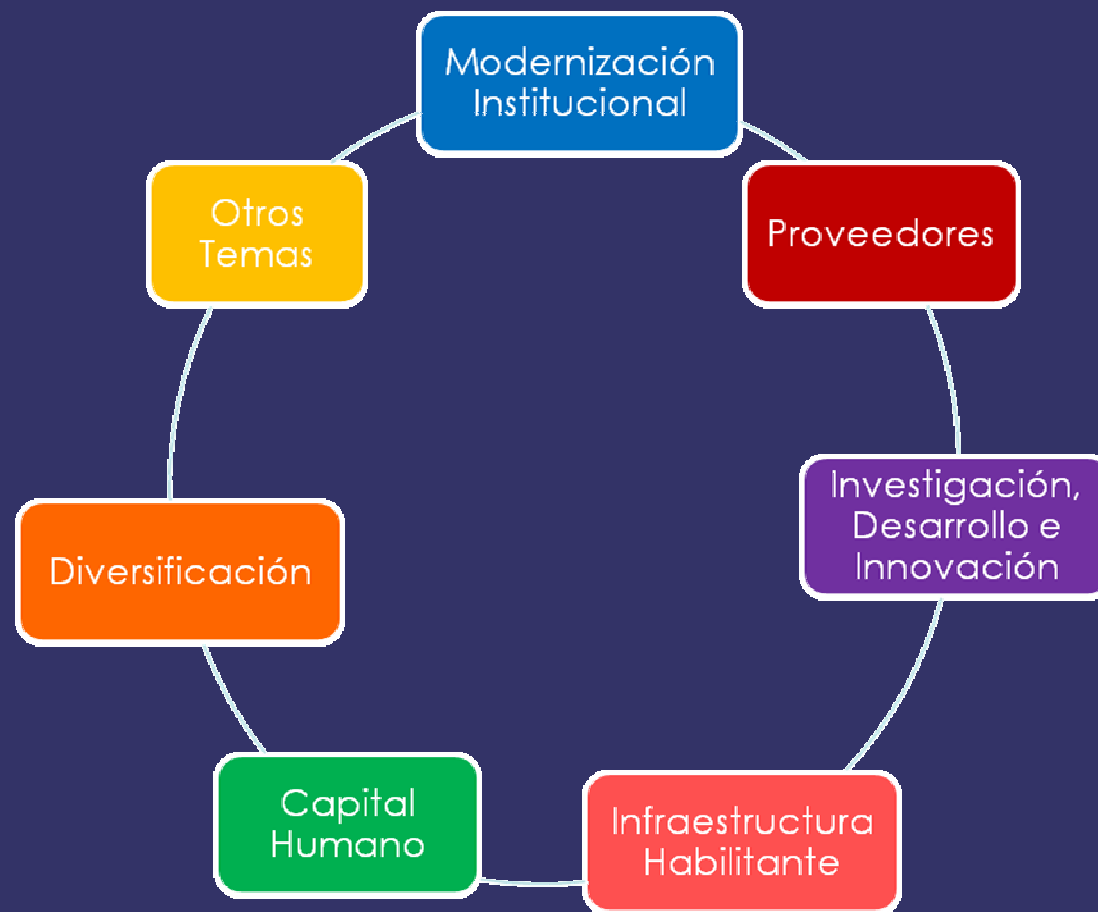 Modernización
Institucional
Proveedores
Investigación,
Desarrollo e
Innovación
Infraestructura
Habilitante
Capital
Humano
Diversificación
Otros
Temas